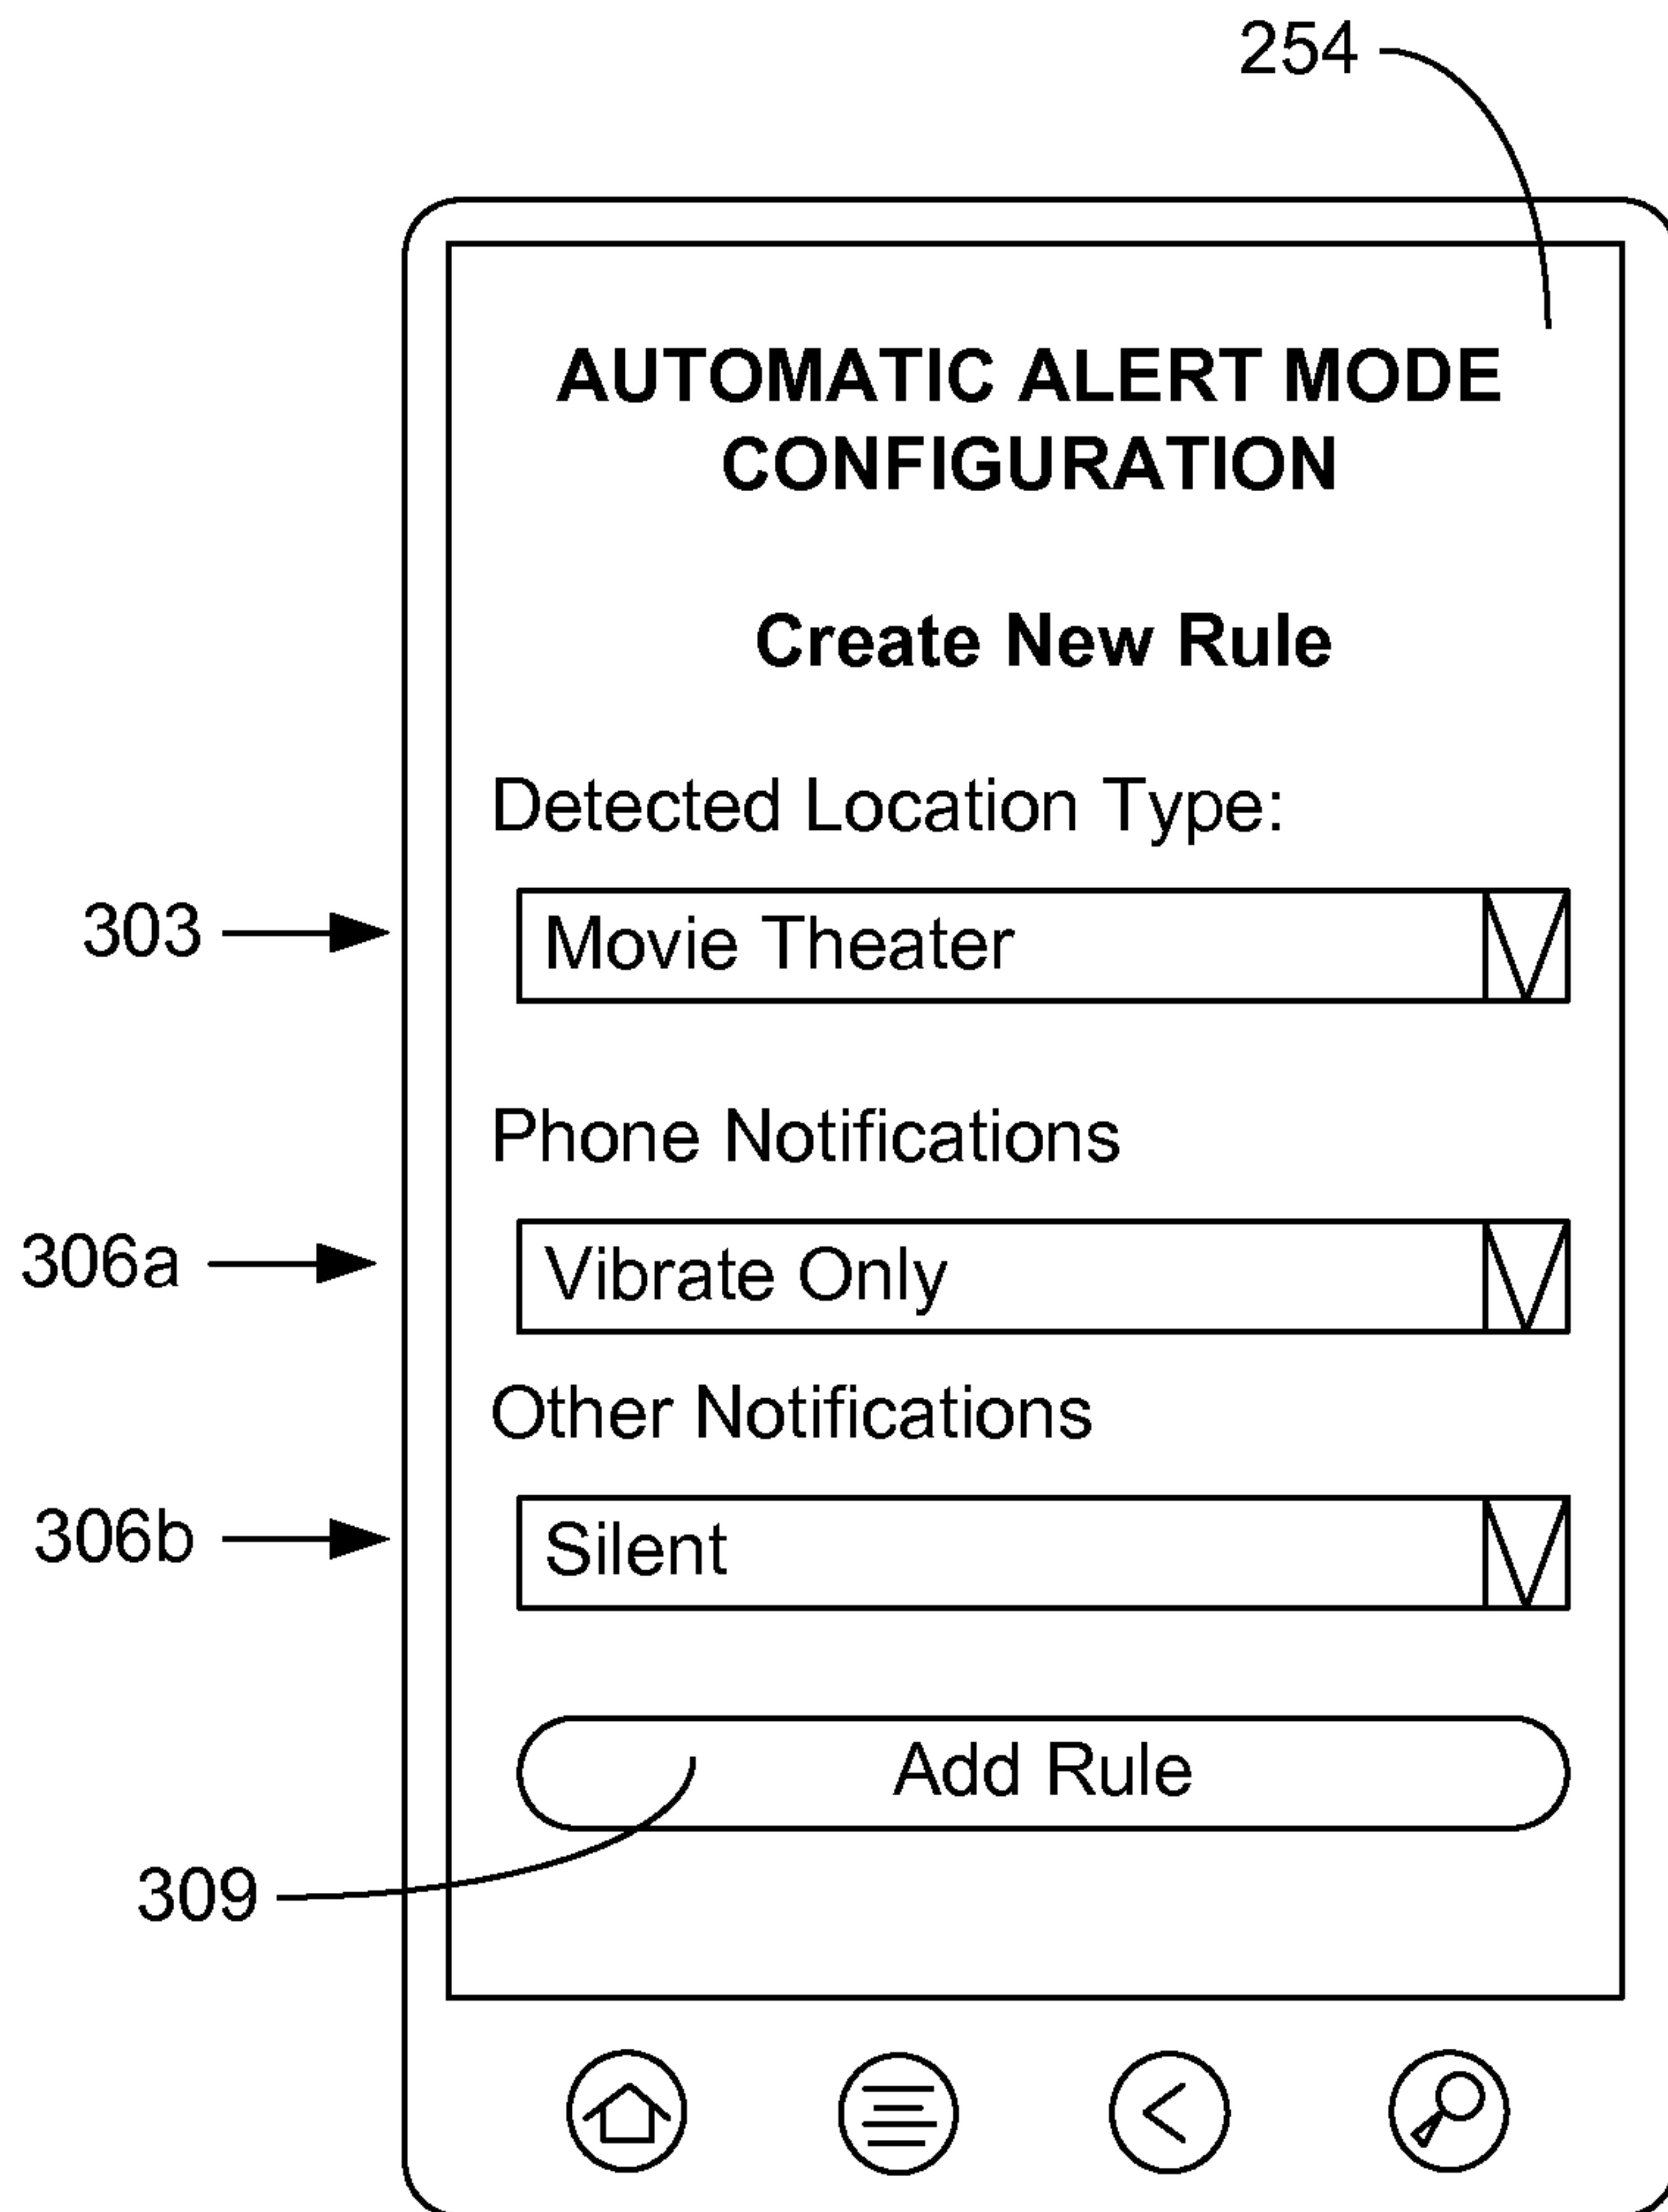 254
AUTOMATIC ALERT MODE
CONFIGURATION
Create New Rule
Detected Location Type:
303
Movie Theater
Phone Notifications
306a
Vibrate Only
Other Notifications
306b
Silent
Add Rule
309